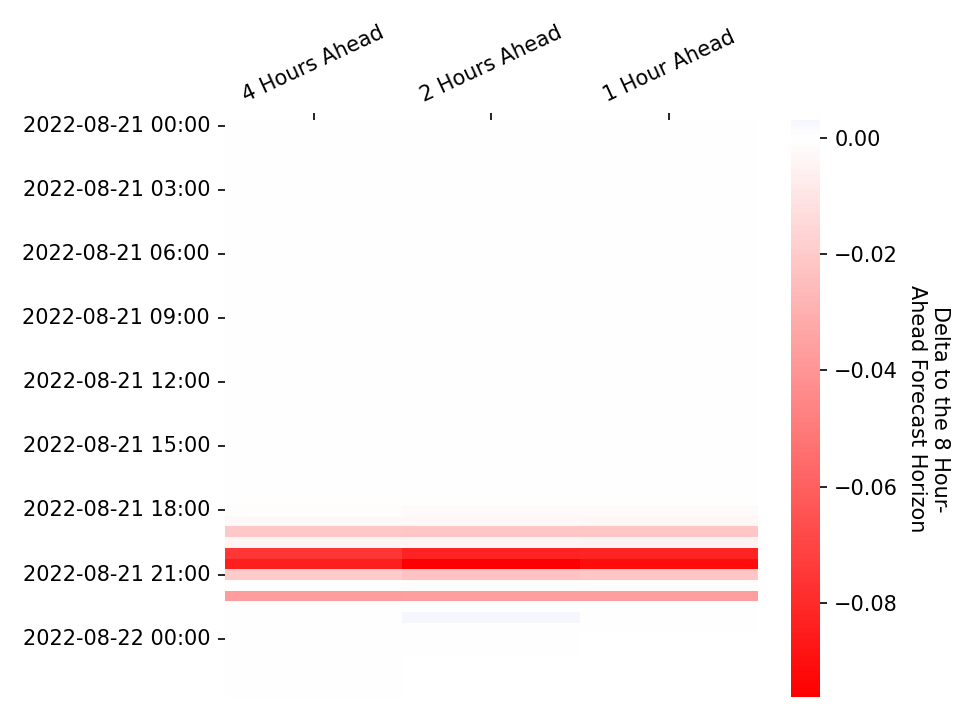 4 Hours Ahead
2 Hours Ahead
1 Hour Ahead
2022-08-21 00:00
2022-08-21 03:00
2022-08-21 06:00
2022-08-21 09:00
2022-08-21 12:00
2022-08-21 15:00
2022-08-21 18:00
2022-08-21 21:00
2022-08-22 00:00
0.00
−0.02
−0.04
−0.06
−0.08
Delta to the 8 Hour-
Ahead Forecast Horizon